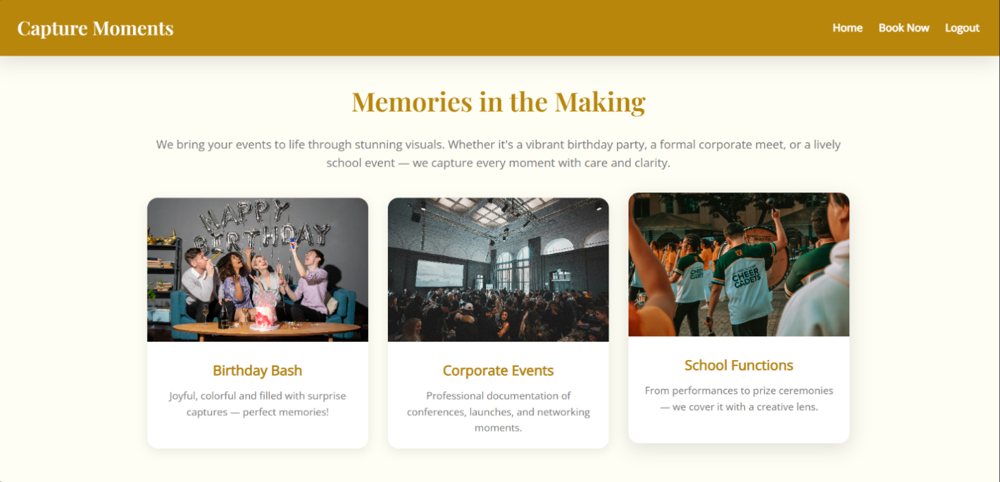 Capture Moments
Home Book Now Logout
Memories in the Making
We bring your events to life through stunning visuals. Whether it's a vibrant birthday party, a formal corporate meet, or a lively
school event — we capture every moment with care and clarity.
HAPPY
BIRTHDAY
CHEER
CADETS
CHEER
CADETS
Birthday Bash
Joyful, colorful and filled with surprise
captures — perfect memories!
Corporate Events
Professional documentation of
conferences, launches, and networking
moments.
School Functions
From performances to prize ceremonies
— we cover it with a creative lens.